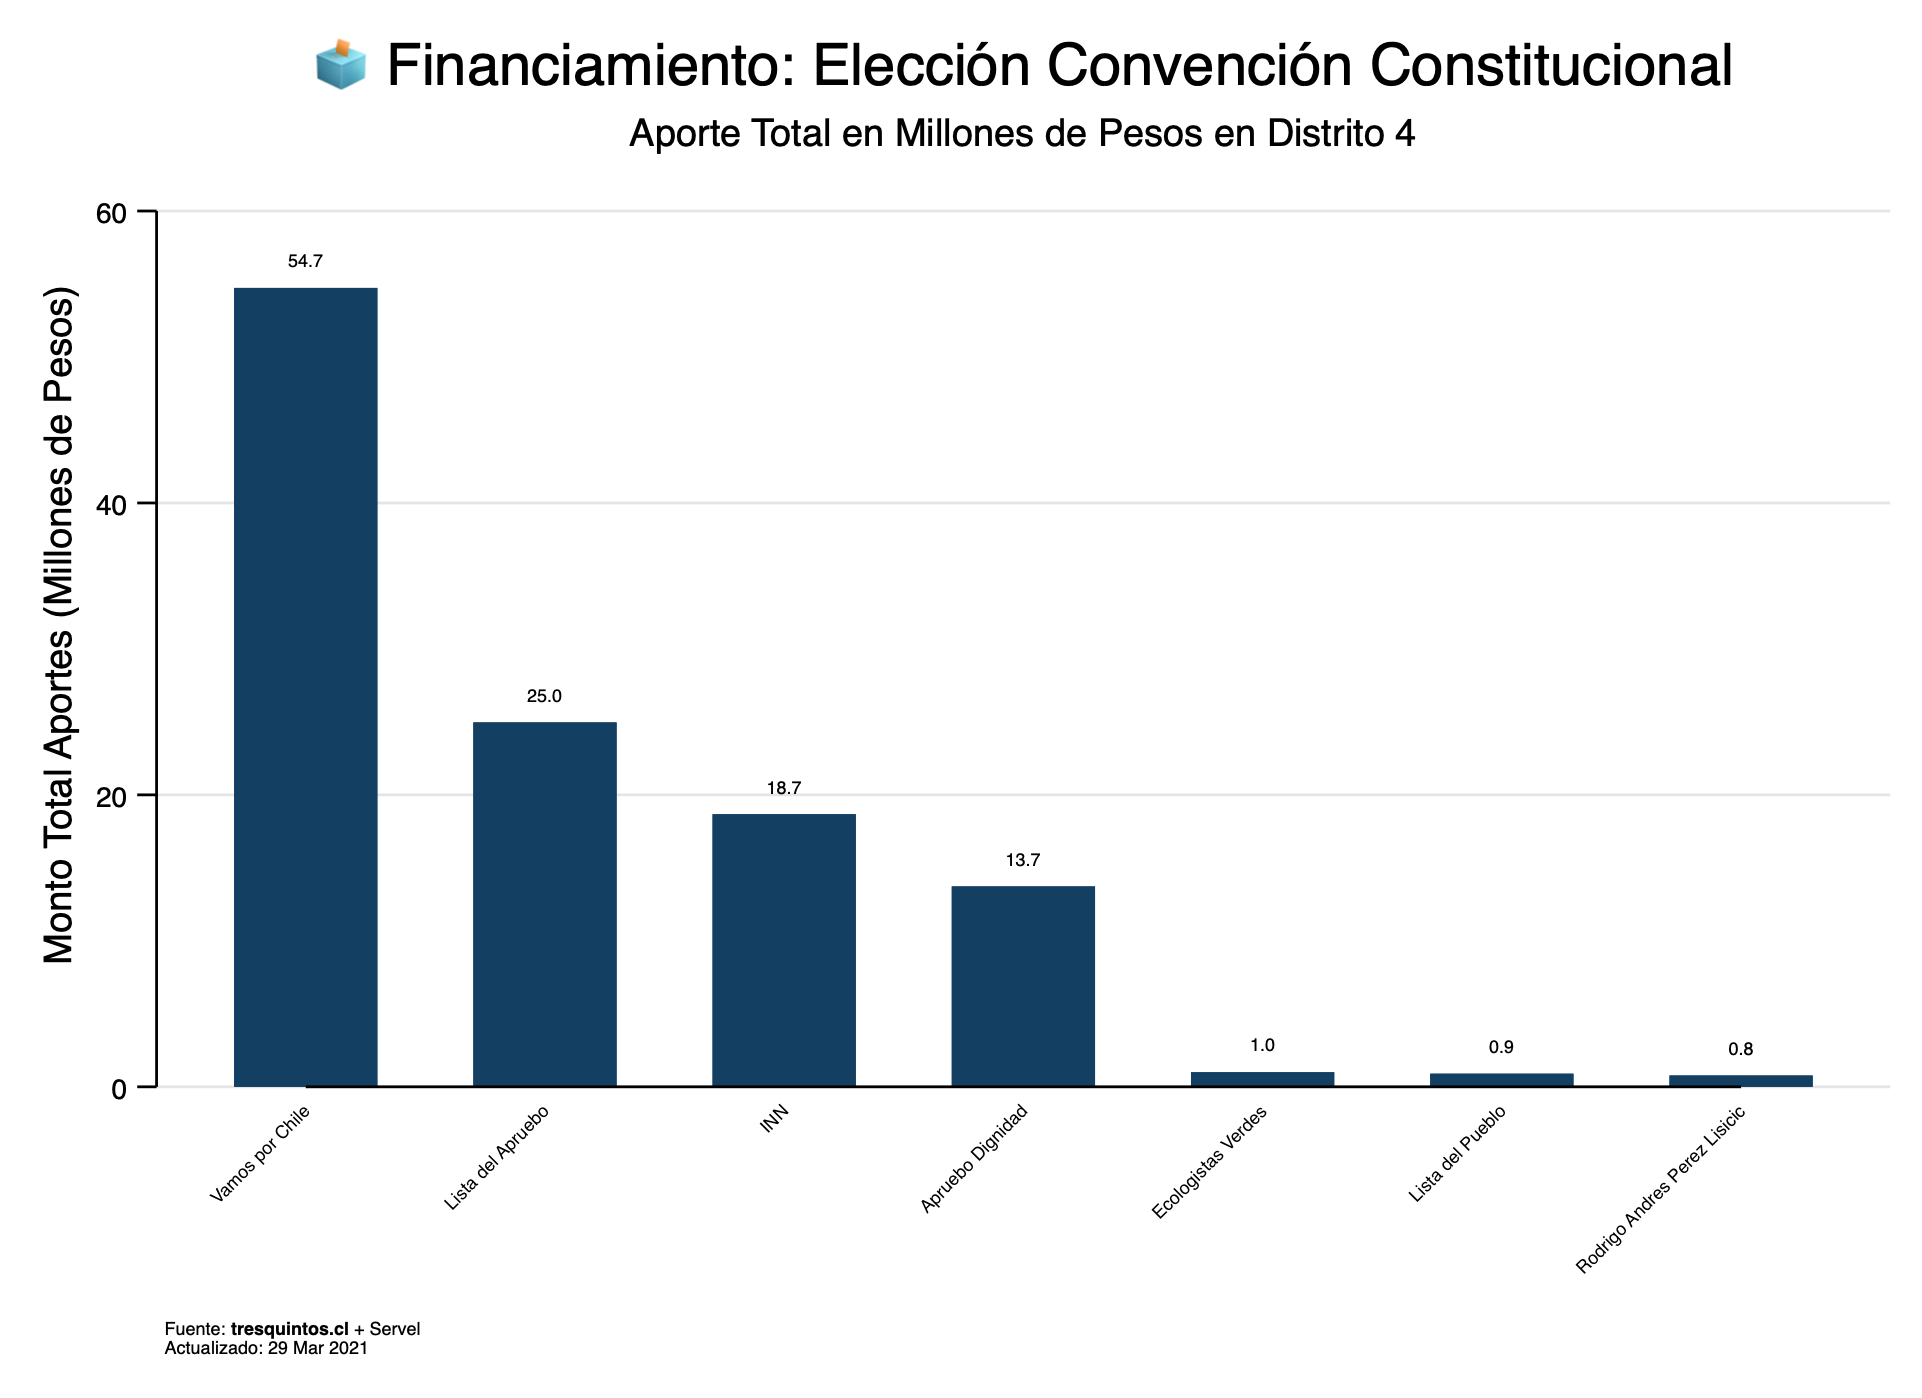 Financiamiento: Elección Convención Constitucional
Aporte Total en Millones de Pesos en Distrito 4
Monto Total Aportes (Millones de Pesos)
60
40
20
0
54.7
25.0
18.7
13.7
1.0
0.9
0.8
Vamos por Chile
Lista del Apruebo
INN
Apruebo Dignidad
Ecologistas Verdes
Lista del Pueblo
Rodrigo Andres Perez Lisicic
Fuente: tresquintos.cl + Servel
Actualizado: 29 Mar 2021